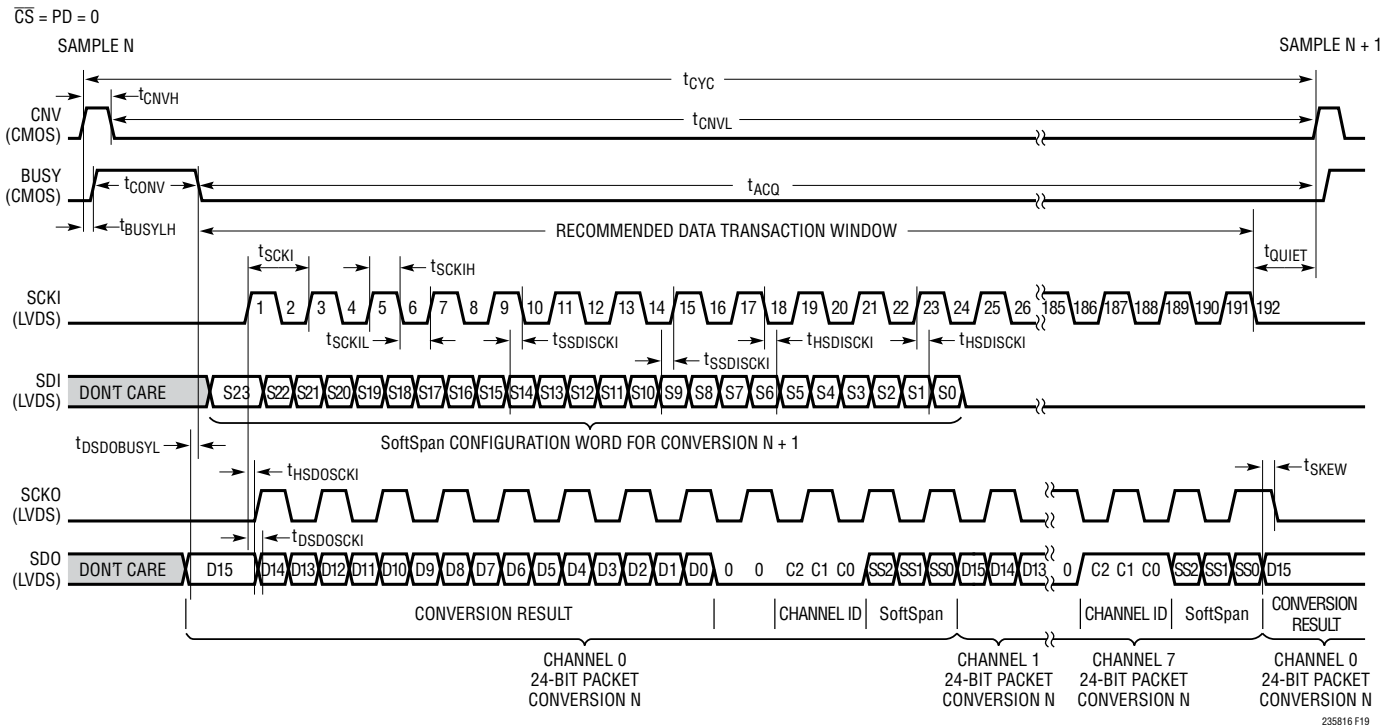 CS = PD = 0
SAMPLE N
SAMPLE N + 1
tCYC
tCNVH
CNV
(CMOS)
tCNVL
BUSY
(CMOS)
tCONV
tACQ
tBUSYLH
RECOMMENDED DATA TRANSACTION WINDOW
tSCKI
tSCKIH
tQUIET
SCKI
(LVDS)
1 2 3 4 5 6 7 8 9 10 11 12 13 14 15 16 17 18 19 20 21 22 23 24 25 26 185 186 187 188 189 190 191 192
tSCKIL
tSSDISCKI
tSSDISCKI
tHSDISCKI
tHSDISCKI
SDI
(LVDS)
DON'T CARE S23 S22 S21 S20 S19 S18 S17 S16 S15 S14 S13 S12 S11 S10 S9 S8 S7 S6 S5 S4 S3 S2 S1 S0
tDSDOBUSYL
SoftSpan CONFIGURATION WORD FOR CONVERSION N + 1
tHSDOSCKI
tSKEW
SCKO
(LVDS)
tDSDOSCKI
SDO
(LVDS)
DON'T CARE D15 D14 D13 D12 D11 D10 D9 D8 D7 D6 D5 D4 D3 D2 D1 D0 0 0 C2 C1 C0 SS2 SS1 SS0 D15 D14 D13 0 C2 C1 C0 SS2 SS1 SS0 D15
CONVERSION RESULT
CHANNEL ID
SoftSpan
CHANNEL ID
SoftSpan
CONVERSION
RESULT
CHANNEL 0
24-BIT PACKET
CONVERSION N
CHANNEL 1
24-BIT PACKET
CONVERSION N
CHANNEL 7
24-BIT PACKET
CONVERSION N
CHANNEL 0
24-BIT PACKET
CONVERSION N
235816 F19